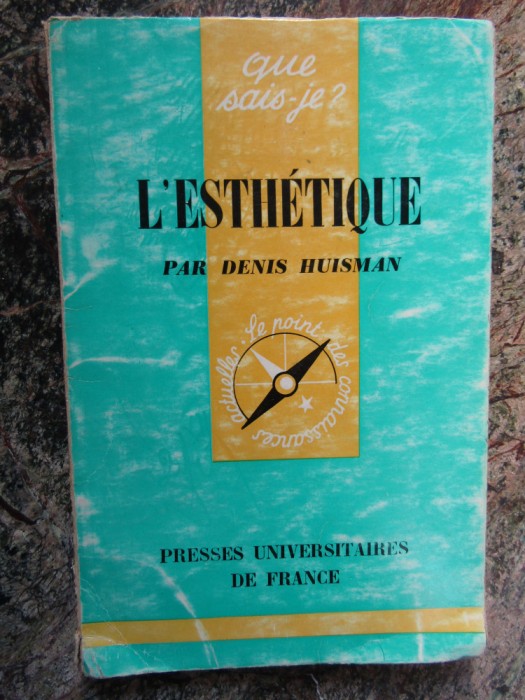 que
sais-je?
L'ESTHÉTIQUE
PAR DENIS HUISMAN
Le point des connaissances actuelles.
PRESSES UNIVERSITAIRES
DE FRANCE